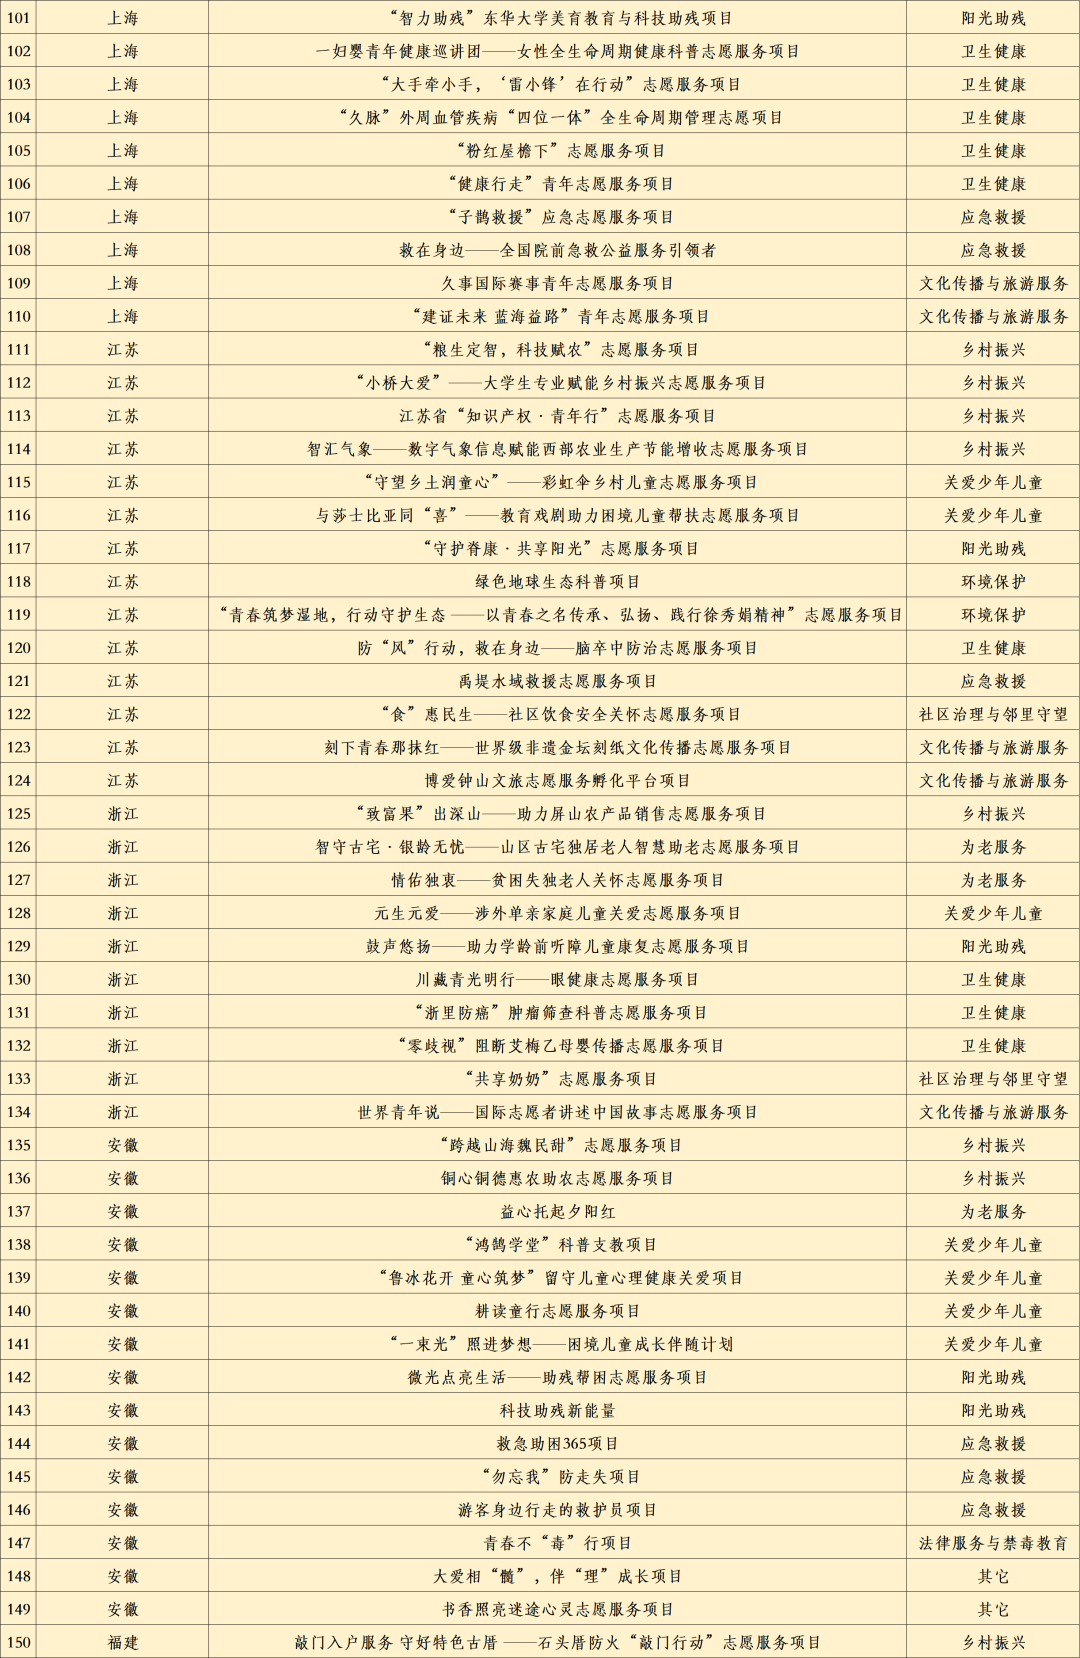 101 上海 “智力助残”东华大学美育教育与科技助残项目 阳光助残
102 上海 一妇婴青年健康巡讲团——女性全生命周期健康科普志愿服务项目 卫生健康
103 上海 “大手牵小手，‘雷小锋’在行动”志愿服务项目 卫生健康
104 上海 “久脉”外周血管疾病“四位一体”全生命周期管理志愿项目 卫生健康
105 上海 “粉红屋檐下”志愿服务项目 卫生健康
106 上海 “健康行走”青年志愿服务项目 卫生健康
107 上海 “子鹊救援”应急志愿服务项目 应急救援
108 上海 救在身边——全国院前急救公益服务引领者 应急救援
109 上海 久事国际赛事青年志愿服务项目 文化传播与旅游服务
110 上海 “建证未来 蓝海益路”青年志愿服务项目 文化传播与旅游服务
111 江苏 “粮生定智，科技赋农”志愿服务项目 乡村振兴
112 江苏 “小桥大爱”——大学生专业赋能乡村振兴志愿服务项目 乡村振兴
113 江苏 江苏省“知识产权·青年行”志愿服务项目 乡村振兴
114 江苏 智汇气象——数字气象信息赋能西部农业生产节能增收志愿服务项目 乡村振兴
115 江苏 “守望乡土润童心”——彩虹伞乡村儿童志愿服务项目 关爱少年儿童
116 江苏 与莎士比亚同“喜”——教育戏剧助力困境儿童帮扶志愿服务项目 关爱少年儿童
117 江苏 “守护脊康·共享阳光”志愿服务项目 阳光助残
118 江苏 绿色地球生态科普项目 环境保护
119 江苏 “青春筑梦湿地，行动守护生态 ——以青春之名传承、弘扬、践行徐秀娟精神”志愿服务项目 环境保护
120 江苏 防“风”行动，救在身边——脑卒中防治志愿服务项目 卫生健康
121 江苏 禹堤水域救援志愿服务项目 应急救援
122 江苏 “食”惠民生——社区饮食安全关怀志愿服务项目 社区治理与邻里守望
123 江苏 刻下青春那抹红——世界级非遗金坛刻纸文化传播志愿服务项目 文化传播与旅游服务
124 江苏 博爱钟山文旅志愿服务孵化平台项目 文化传播与旅游服务
125 浙江 “致富果”出深山——助力屏山农产品销售志愿服务项目 乡村振兴
126 浙江 智守古宅·银龄无忧——山区古宅独居老人智慧助老志愿服务项目 为老服务
127 浙江 情佑独衷——贫困失独老人关怀志愿服务项目 为老服务
128 浙江 元生元爱——涉外单亲家庭儿童关爱志愿服务项目 关爱少年儿童
129 浙江 鼓声悠扬——助力学龄前听障儿童康复志愿服务项目 阳光助残
130 浙江 川藏青光明行——眼健康志愿服务项目 卫生健康
131 浙江 “浙里防癌”肿瘤筛查科普志愿服务项目 卫生健康
132 浙江 “零歧视”阻断艾梅乙母婴传播志愿服务项目 卫生健康
133 浙江 “共享奶奶”志愿服务项目 社区治理与邻里守望
134 浙江 世界青年说——国际志愿者讲述中国故事志愿服务项目 文化传播与旅游服务
135 安徽 “跨越山海魏民甜”志愿服务项目 乡村振兴
136 安徽 铜心铜德惠农助农志愿服务项目 乡村振兴
137 安徽 益心托起夕阳红 为老服务
138 安徽 “鸿鹄学堂”科普支教项目 关爱少年儿童
139 安徽 “鲁冰花开 童心筑梦”留守儿童心理健康关爱项目 关爱少年儿童
140 安徽 耕读童行志愿服务项目 关爱少年儿童
141 安徽 “一束光”照进梦想——困境儿童成长伴随计划 关爱少年儿童
142 安徽 微光点亮生活——助残帮困志愿服务项目 阳光助残
143 安徽 科技助残新能量 阳光助残
144 安徽 救急助困365项目 应急救援
145 安徽 “勿忘我”防走失项目 应急救援
146 安徽 游客身边行走的救护员项目 应急救援
147 安徽 青春不“毒”行项目 法律服务与禁毒教育
148 安徽 大爱相“髓”，伴“理”成长项目 其它
149 安徽 书香照亮迷途心灵志愿服务项目 其它
150 福建 敲门入户服务 守好特色古厝 ——石头厝防火“敲门行动”志愿服务项目 乡村振兴